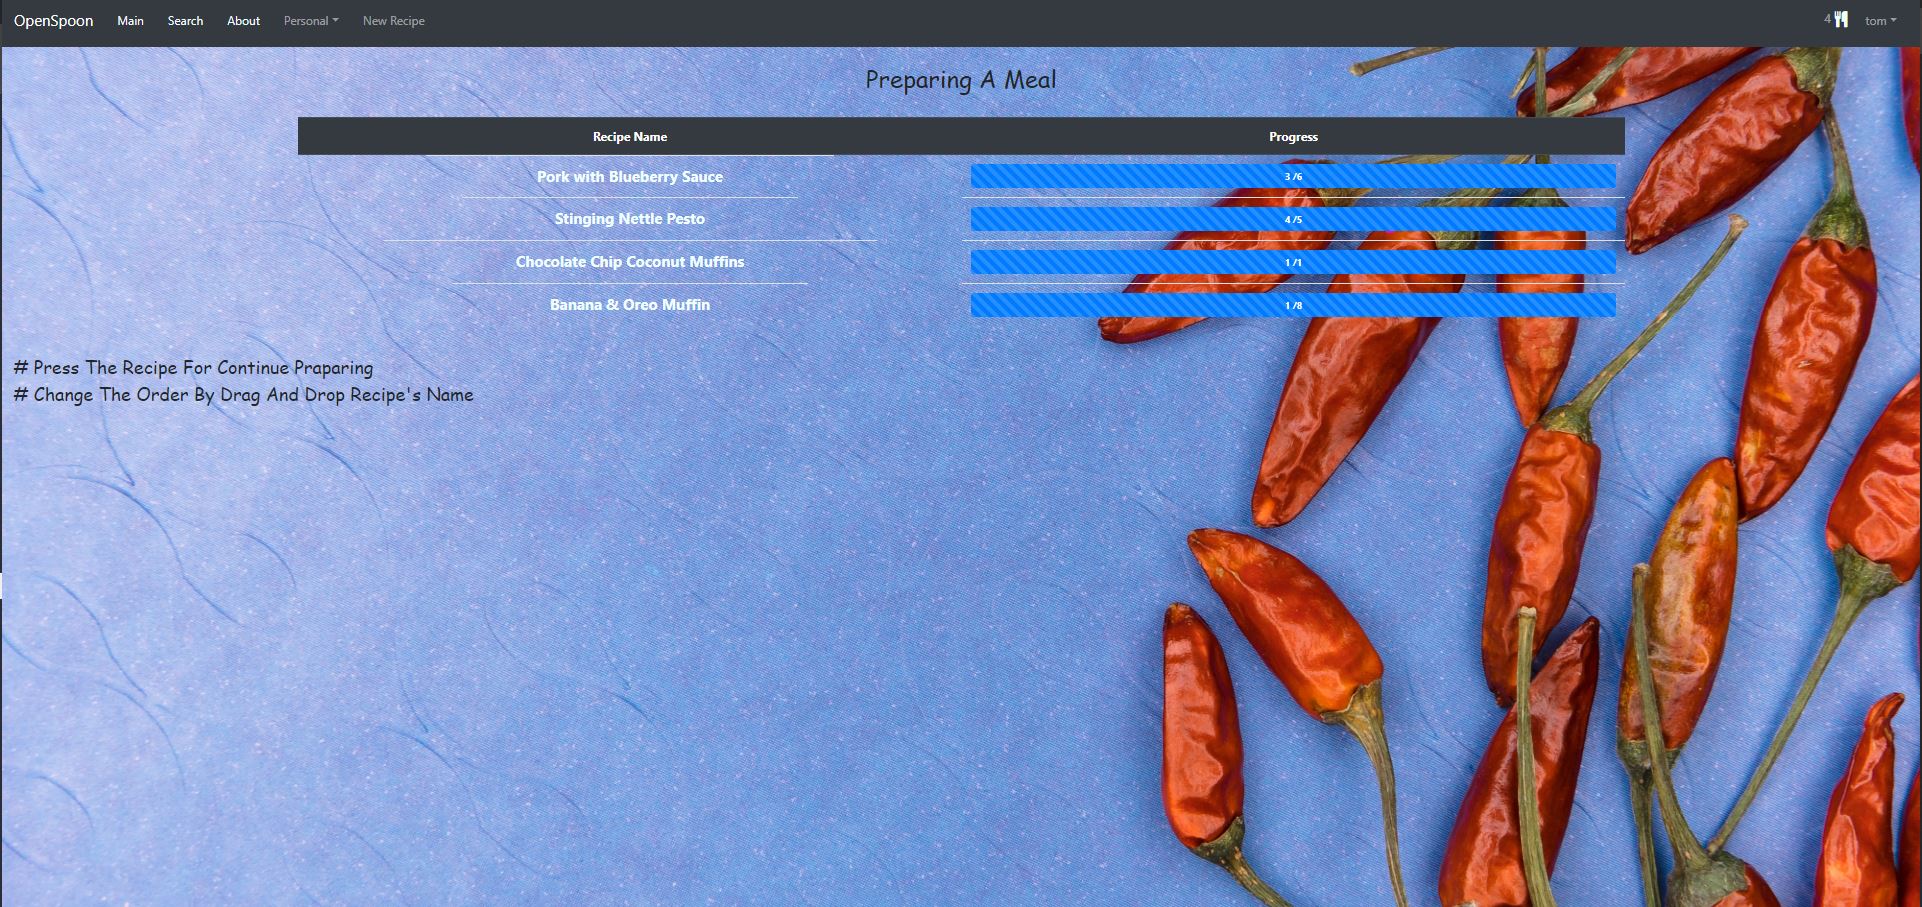 OpenSpoon Main Search About Personal New Recipe 4 tom
Preparing A Meal
Recipe Name Progress
Pork with Blueberry Sauce 3 /6
Stinging Nettle Pesto 4 /5
Chocolate Chip Coconut Muffins 1 /1
Banana & Oreo Muffin 1 /8
# Press The Recipe For Continue Praparing
# Change The Order By Drag And Drop Recipe's Name